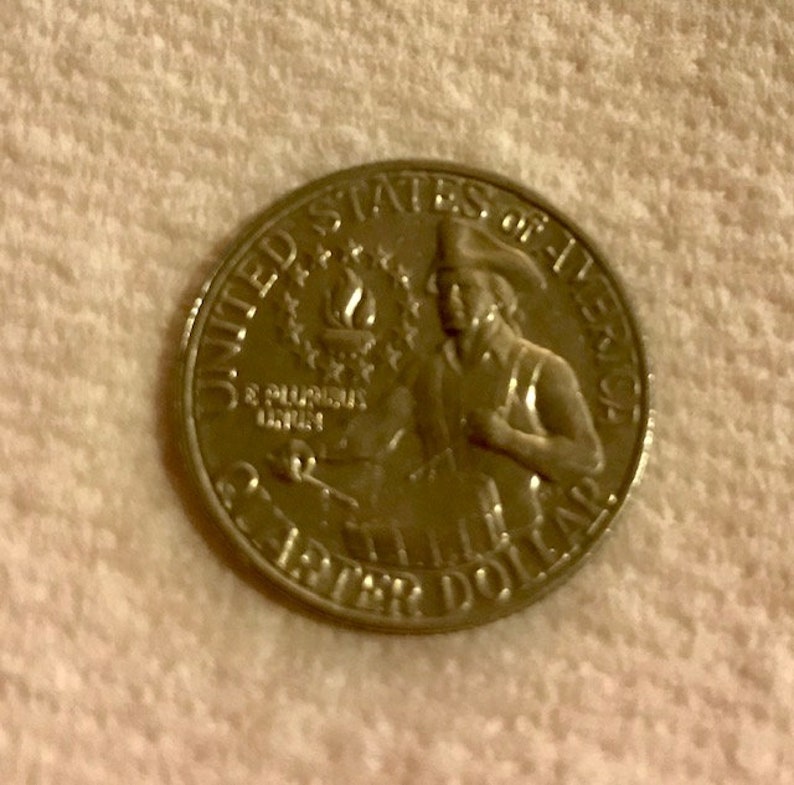 UNITED STATES of AMERICA
E PLURIBUS
UNUM
QUARTER DOLLAR